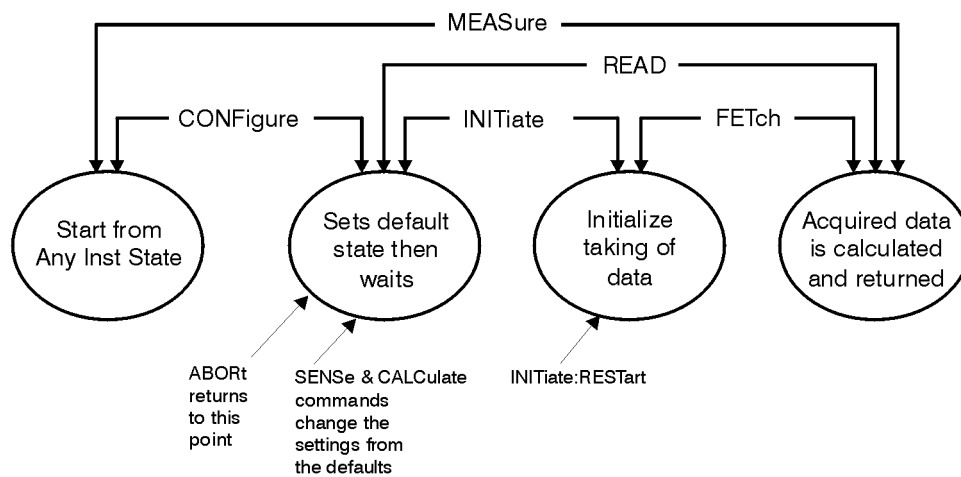 MEASure
READ
CONFigure
INITiate
FETch
Start from
Any Inst State
Sets default
state then
waits
Initialize
taking of
data
Acquired data
is calculated
and returned
ABORt
returns
to this
point
SENSe & CALCulate
commands
change the
settings from
the defaults
INITiate:RESTart